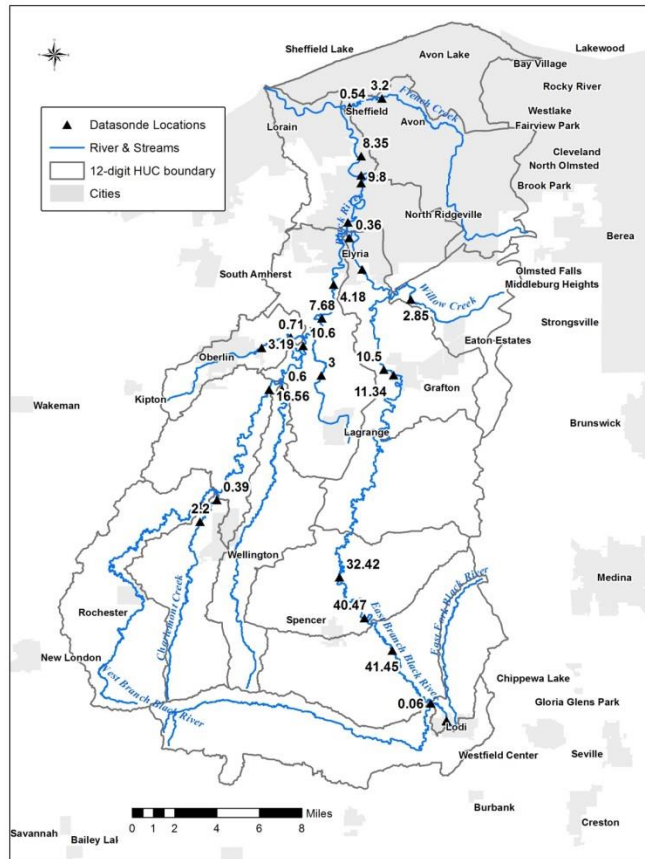 Sheffield Lake
Avon Lake
Lakewood
Bay Village
Rocky River
Westlake
Fairview Park
Cleveland
North Olmsted
Brook Park
Berea
Olmsted Falls
Middleburg Heights
Strongsville
Eaton Estates
Brunswick
Medina
Chippewa Lake
Gloria Glens Park
Seville
Westfield Center
Burbank
Creston
Datasonde Locations
River & Streams
12-digit HUC boundary
Cities
3.2
0.54
Sheffield
French Creek
Avon
Lorain
8.35
9.8
North Ridgeville
Black River
0.36
Elyria
South Amherst
4.18
Willow Creek
2.85
7.68
0.71
10.6
3.19
Oberlin
3
10.5
0.6
16.56
11.34
Grafton
Kipton
Wakeman
Lagrange
0.39
2.2
Wellington
32.42
Charlemont Creek
Rochester
Spencer
40.47
East Branch Black River
East Fork Black River
41.45
New London
West Branch Black River
0.06
Lodi
Miles
0 1 2 4 6 8
Savannah
Bailey Lak